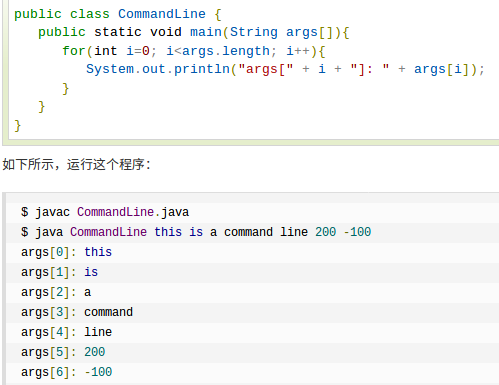 public class CommandLine {
   public static void main(String args[]){
      for(int i=0; i<args.length; i++){
         System.out.println("args[" + i + "]: " + args[i]);
      }
   }
}
如下所示，运行这个程序：
$ javac CommandLine.java
$ java CommandLine this is a command line 200 -100
args[0]: this
args[1]: is
args[2]: a
args[3]: command
args[4]: line
args[5]: 200
args[6]: -100